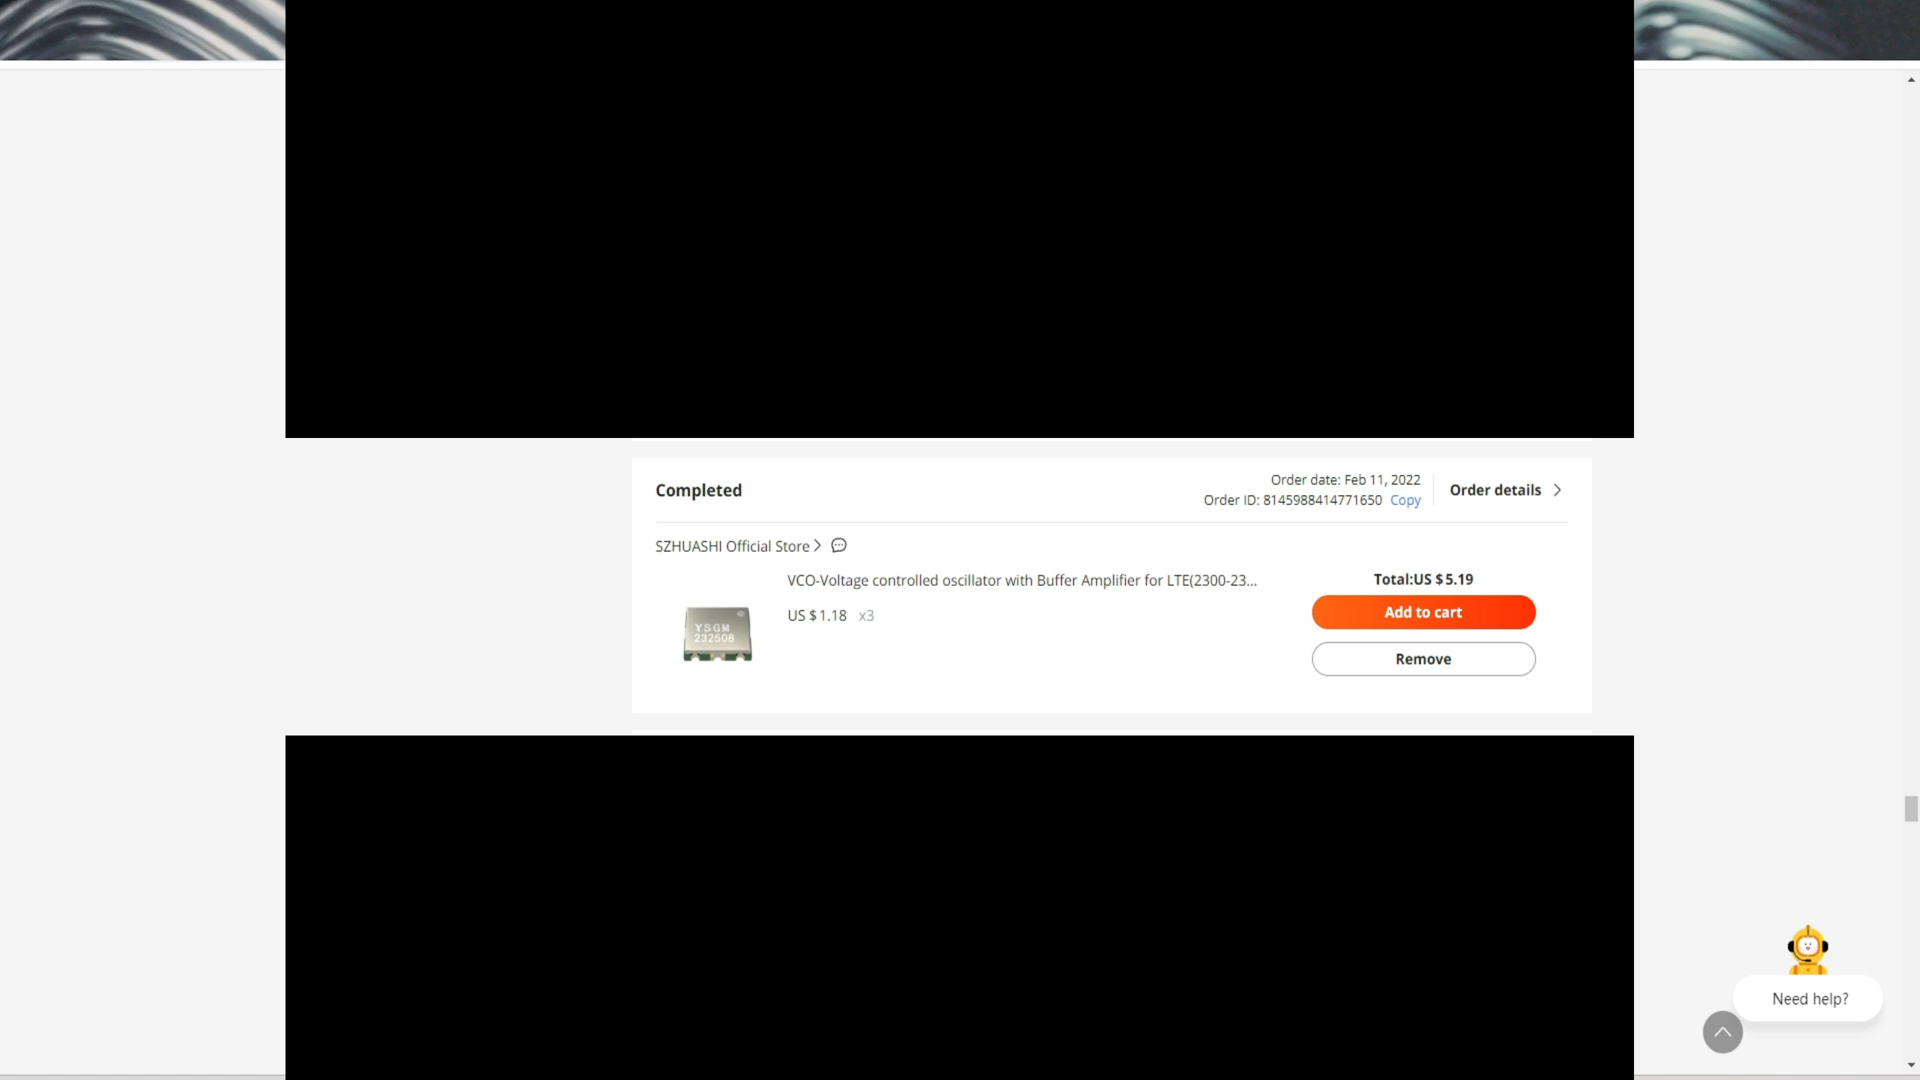 Completed
Order date: Feb 11, 2022
Order ID: 8145988414771650 Copy
Order details
SZHUASHI Official Store
VCO-Voltage controlled oscillator with Buffer Amplifier for LTE(2300-23...
US $1.18 x3
YSGM
232508
Total:US $5.19
Add to cart
Remove
Need help?